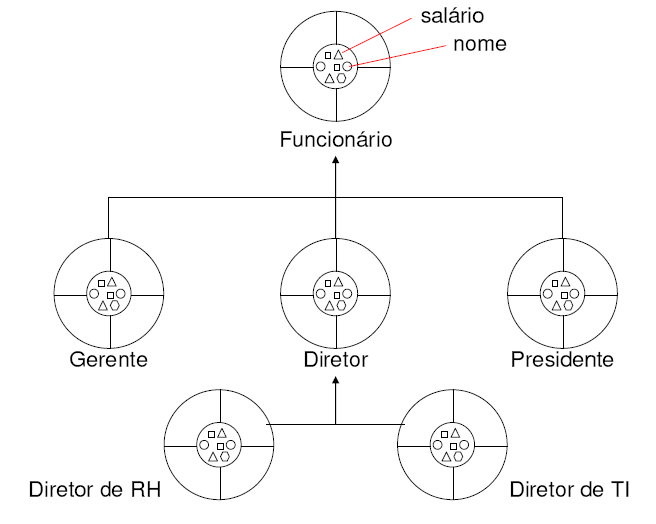 salário
nome
Funcionário
Gerente
Diretor
Presidente
Diretor de RH
Diretor de TI